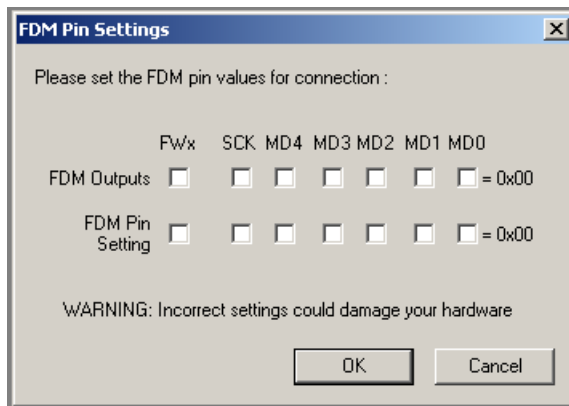 FDM Pin Settings
Please set the FDM pin values for connection :
FWx SCK MD4 MD3 MD2 MD1 MD0
FDM Outputs = 0x00
FDM Pin
Setting = 0x00
WARNING: Incorrect settings could damage your hardware
OK Cancel